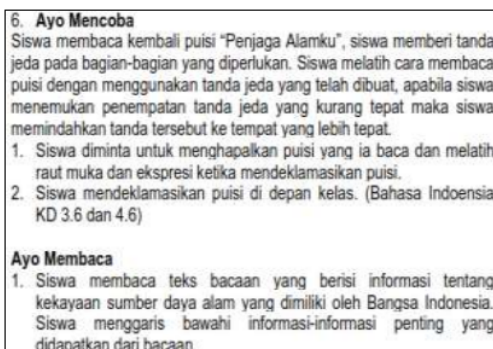 6. Ayo Mencoba
Siswa membaca kembali puisi “Penjaga Alamku”, siswa memberi tanda
jeda pada bagian-bagian yang diperlukan. Siswa melatih cara membaca
puisi dengan menggunakan tanda jeda yang telah dibuat, apabila siswa
menemukan penempatan tanda jeda yang kurang tepat maka siswa
memindahkan tanda tersebut ke tempat yang lebih tepat.
1. Siswa diminta untuk menghapalkan puisi yang ia baca dan melatih
raut muka dan ekspresi ketika mendeklamasikan puisi.
2. Siswa mendeklamasikan puisi di depan kelas. (Bahasa Indoensia
KD 3.6 dan 4.6)
Ayo Membaca
1. Siswa membaca teks bacaan yang berisi informasi tentang
kekayaan sumber daya alam yang dimiliki oleh Bangsa Indonesia.
Siswa menggaris bawahi informasi-informasi penting yang
didapatkan dari bacaan